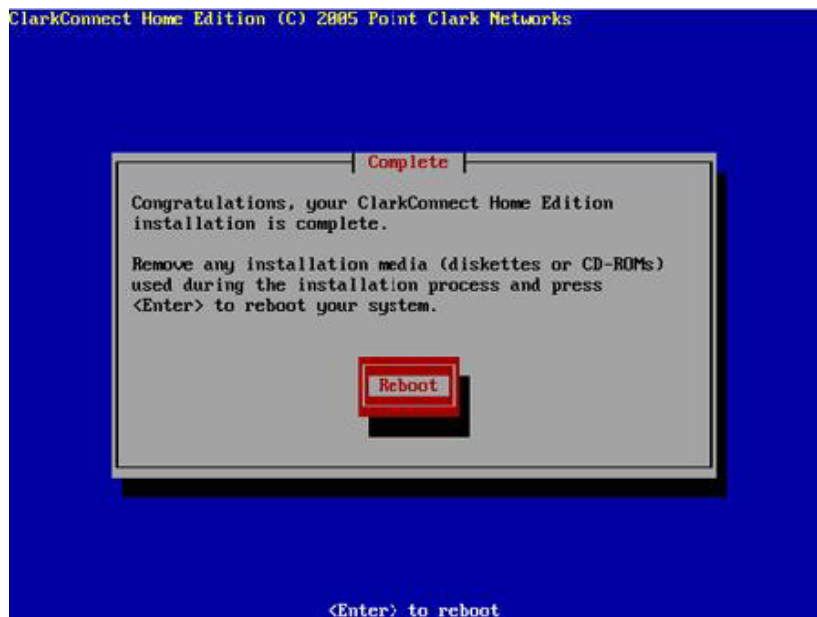 ClarkConnect Home Edition (C) 2005 Point Clark Networks
Complete
Congratulations, your ClarkConnect Home Edition
installation is complete.
Remove any installation media (diskettes or CD-ROMs)
used during the installation process and press
<Enter> to reboot your system.
Reboot
<Enter> to reboot